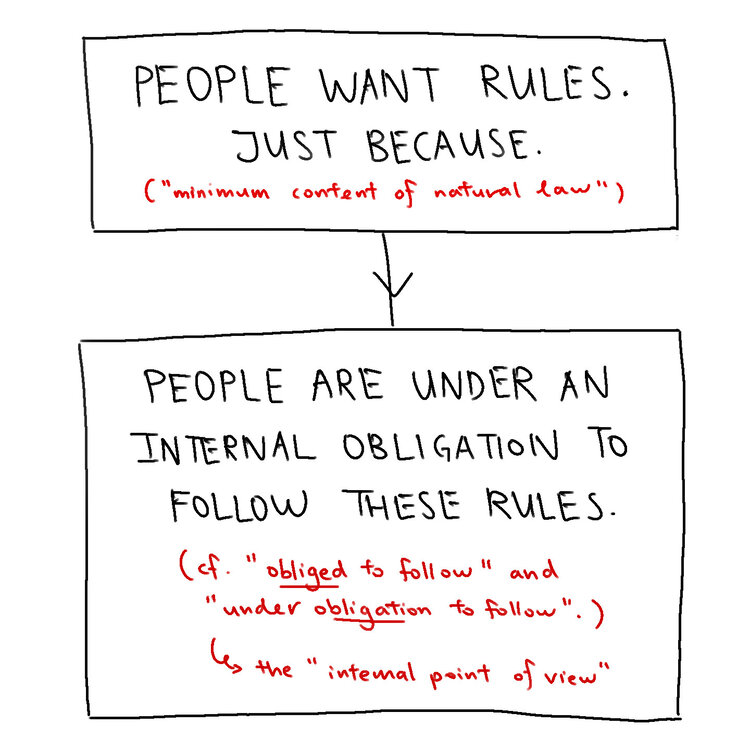 PEOPLE WANT RULES.
JUST BECAUSE.
("minimum content of natural law")
PEOPLE ARE UNDER AN
INTERNAL OBLIGATION TO
FOLLOW THESE RULES.
(cf. "obliged to follow" and
"under obligation to follow".)
↳ the "internal point of view"